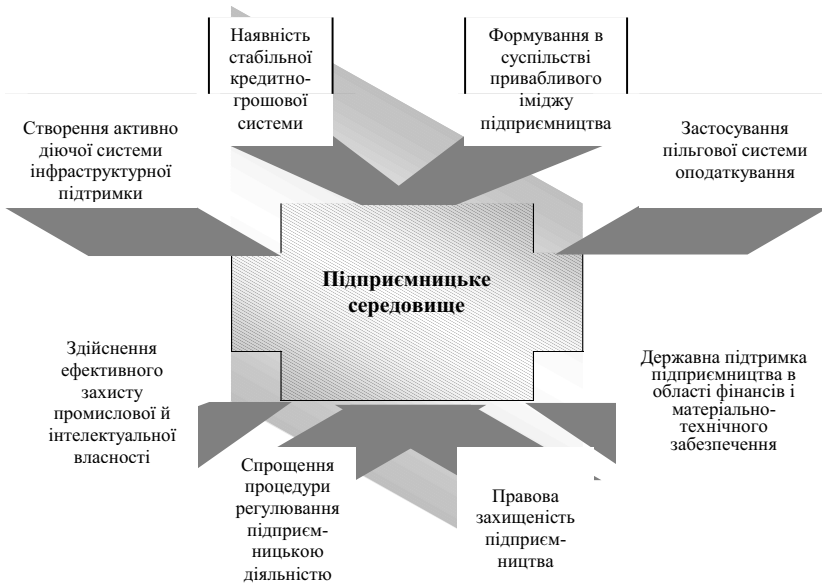 Наявність
стабільної
кредитно-
грошової
системи
Формування в
суспільстві
привабливого
іміджу
підприємництва
Створення активно
діючої системи
інфраструктурної
підтримки
Застосування
пільгової системи
оподаткування
Підприємницьке
середовище
Здійснення
ефективного
захисту
промислової й
інтелектуальної
власності
Державна підтримка
підприємництва в
області фінансів і
матеріально-
технічного
забезпечення
Спрощення
процедури
регулювання
підприєм-
ницькою
діяльністю
Правова
захищеність
підприєм-
ництва